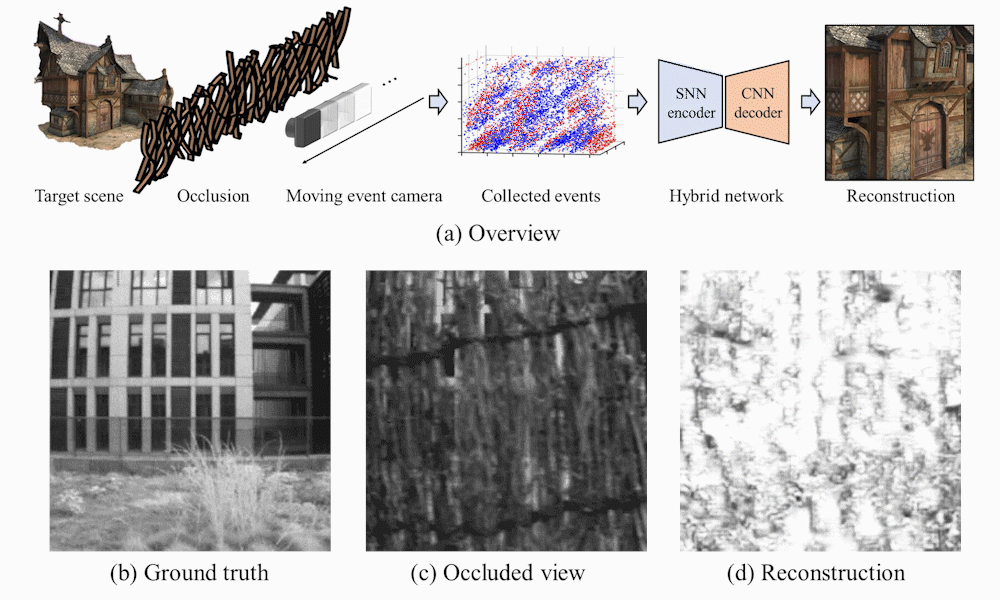 SNN
encoder
CNN
decoder
Target scene
Occlusion
Moving event camera
Collected events
Hybrid network
Reconstruction
(a) Overview
(b) Ground truth
(c) Occluded view
(d) Reconstruction